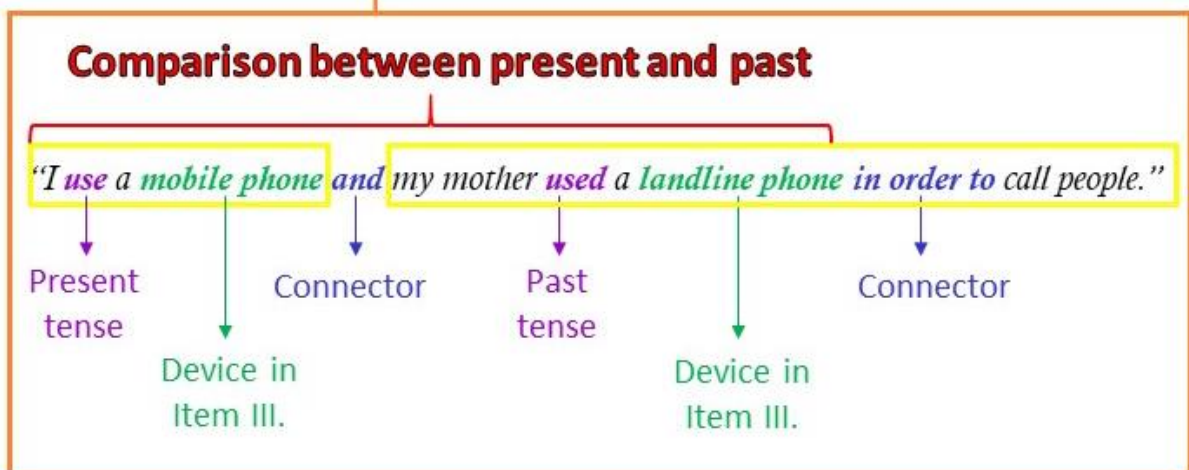 Comparison between present and past
“I use a mobile phone and my mother used a landline phone in order to call people.”
Present tense
Connector
Past tense
Connector
Device in Item III.
Device in Item III.